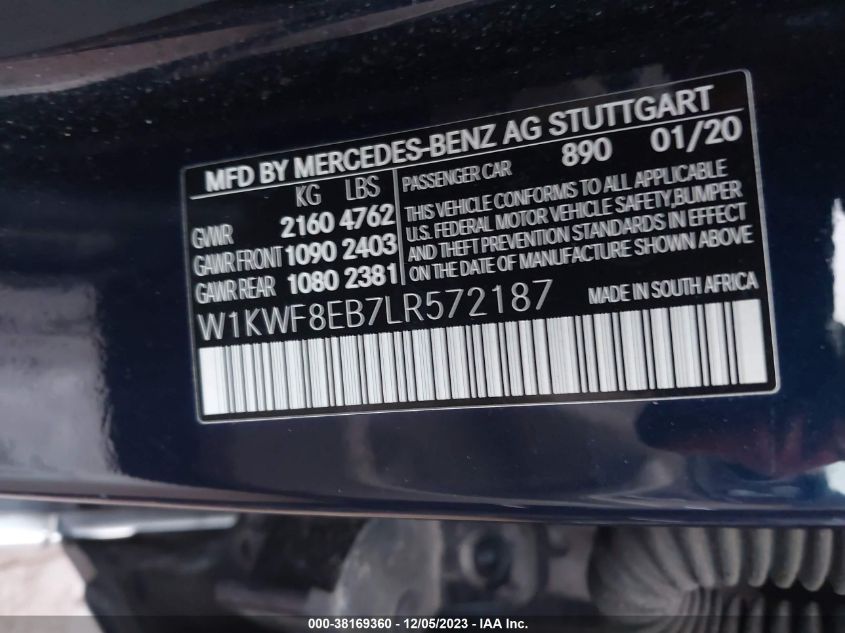 MFD BY MERCEDES-BENZ AG STUTTGART
KG LBS
GVWR 2160 4762
GAWR FRONT 1090 2403
GAWR REAR 1080 2381
PASSENGER CAR 890 01/20
THIS VEHICLE CONFORMS TO ALL APPLICABLE
U.S. FEDERAL MOTOR VEHICLE SAFETY,BUMPER
AND THEFT PREVENTION STANDARDS IN EFFECT
ON THE DATE OF MANUFACTURE SHOWN ABOVE
W1KWF8EB7LR572187 MADE IN SOUTH AFRICA
000-38169360 - 12/05/2023 - IAA Inc.